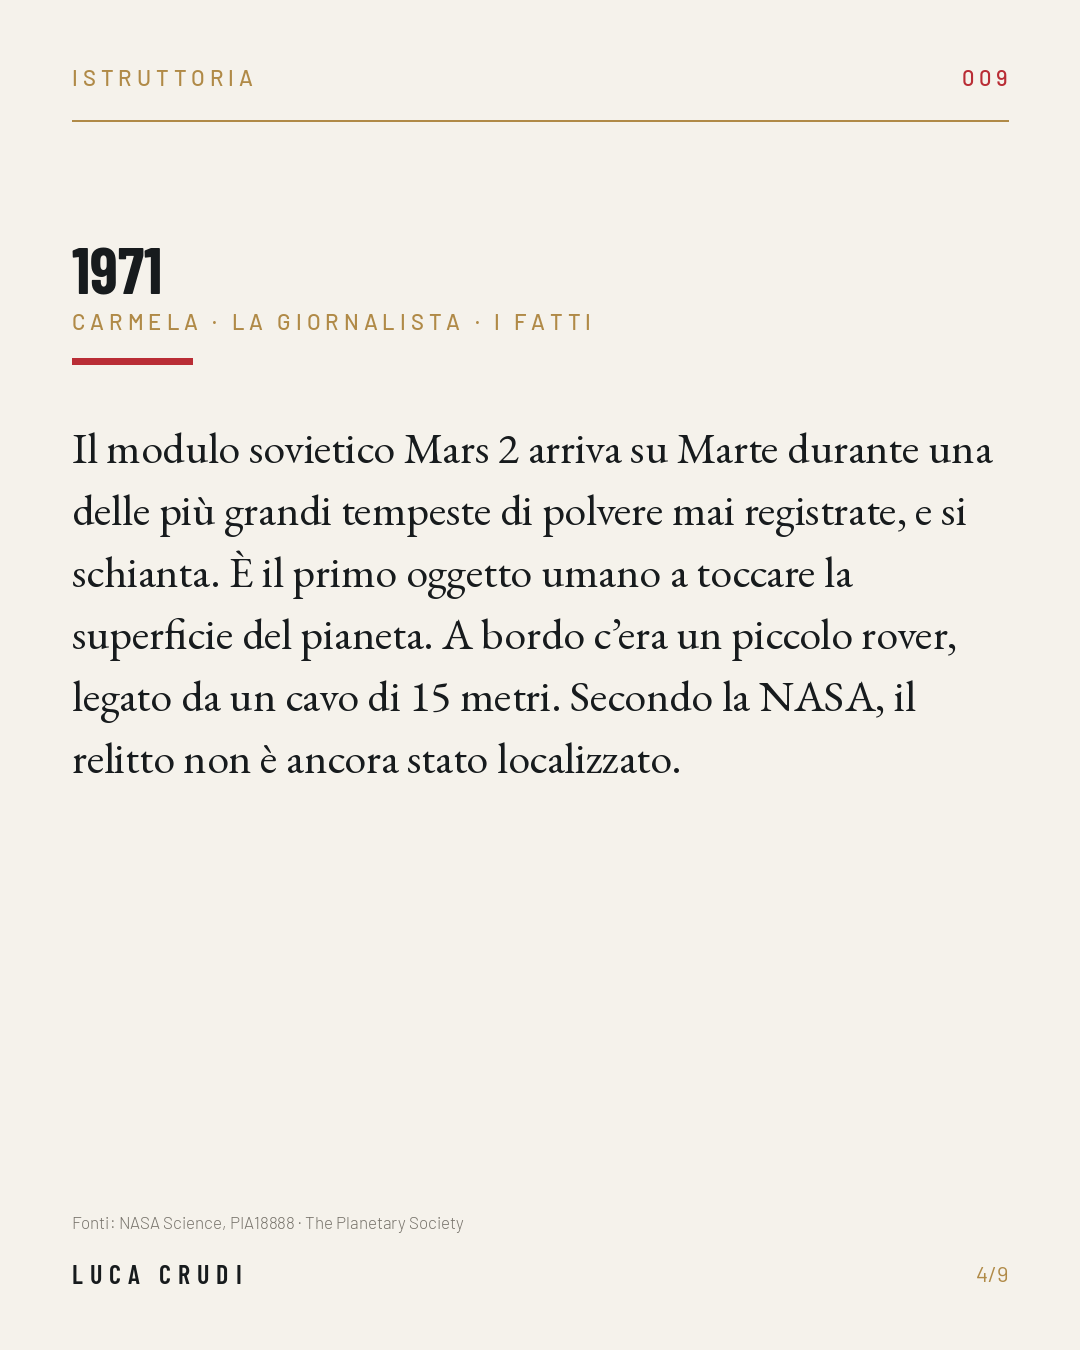 ISTRUTTORIA
009
1971
CARMELA · LA GIORNALISTA · I FATTI
Il modulo sovietico Mars 2 arriva su Marte durante una
delle più grandi tempeste di polvere mai registrate, e si
schianta. È il primo oggetto umano a toccare la
superficie del pianeta. A bordo c’era un piccolo rover,
legato da un cavo di 15 metri. Secondo la NASA, il
relitto non è ancora stato localizzato.
Fonti: NASA Science, PIA18888 · The Planetary Society
LUCA CRUDI
4/9